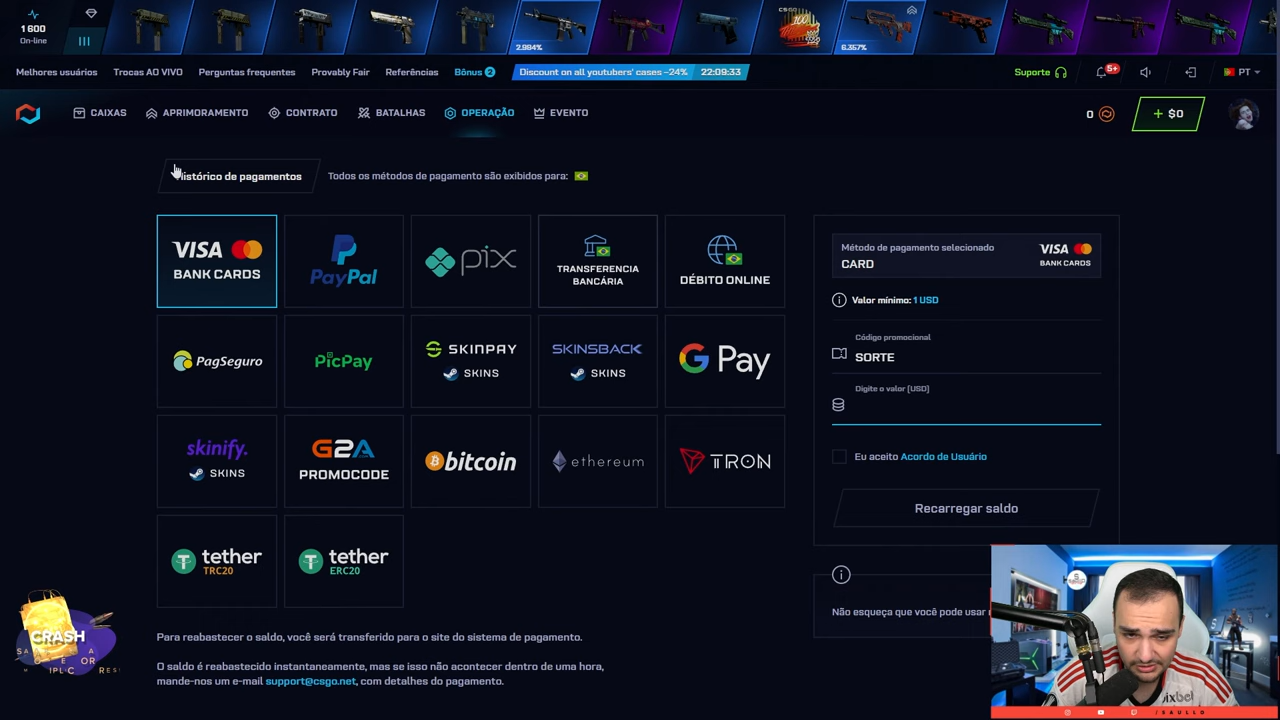 1 600
On-line
2.984%
CS:GO
100
6.357%
Melhores usuários
Trocas AO VIVO
Perguntas frequentes
Provably Fair
Referências
Bônus 2
Discount on all youtubers' cases −24%
22:09:33
Suporte
5+
PT
CAIXAS
APRIMORAMENTO
CONTRATO
BATALHAS
OPERAÇÃO
EVENTO
0
+ $0
istórico de pagamentos
Todos os métodos de pagamento são exibidos para:
VISA
BANK CARDS
PayPal
pix
TRANSFERENCIA
BANCÁRIA
DÉBITO ONLINE
PagSeguro
PicPay
SKINPAY
SKINS
SKINSBACK
SKINS
G Pay
skinify.
SKINS
G2A
PROMOCODE
bitcoin
ethereum
TRON
tether
TRC20
tether
ERC20
Método de pagamento selecionado
CARD
VISA
BANK CARDS
Valor mínimo: 1 USD
Código promocional
SORTE
Digite o valor [USD]
Eu aceito Acordo de Usuário
Recarregar saldo
Não esqueça que você pode usar
Para reabastecer o saldo, você será transferido para o site do sistema de pagamento.
O saldo é reabastecido instantaneamente, mas se isso não acontecer dentro de uma hora,
mande-nos um e-mail support@csgo.net, com detalhes do pagamento.
CRASH
pixbet
/SAULLO